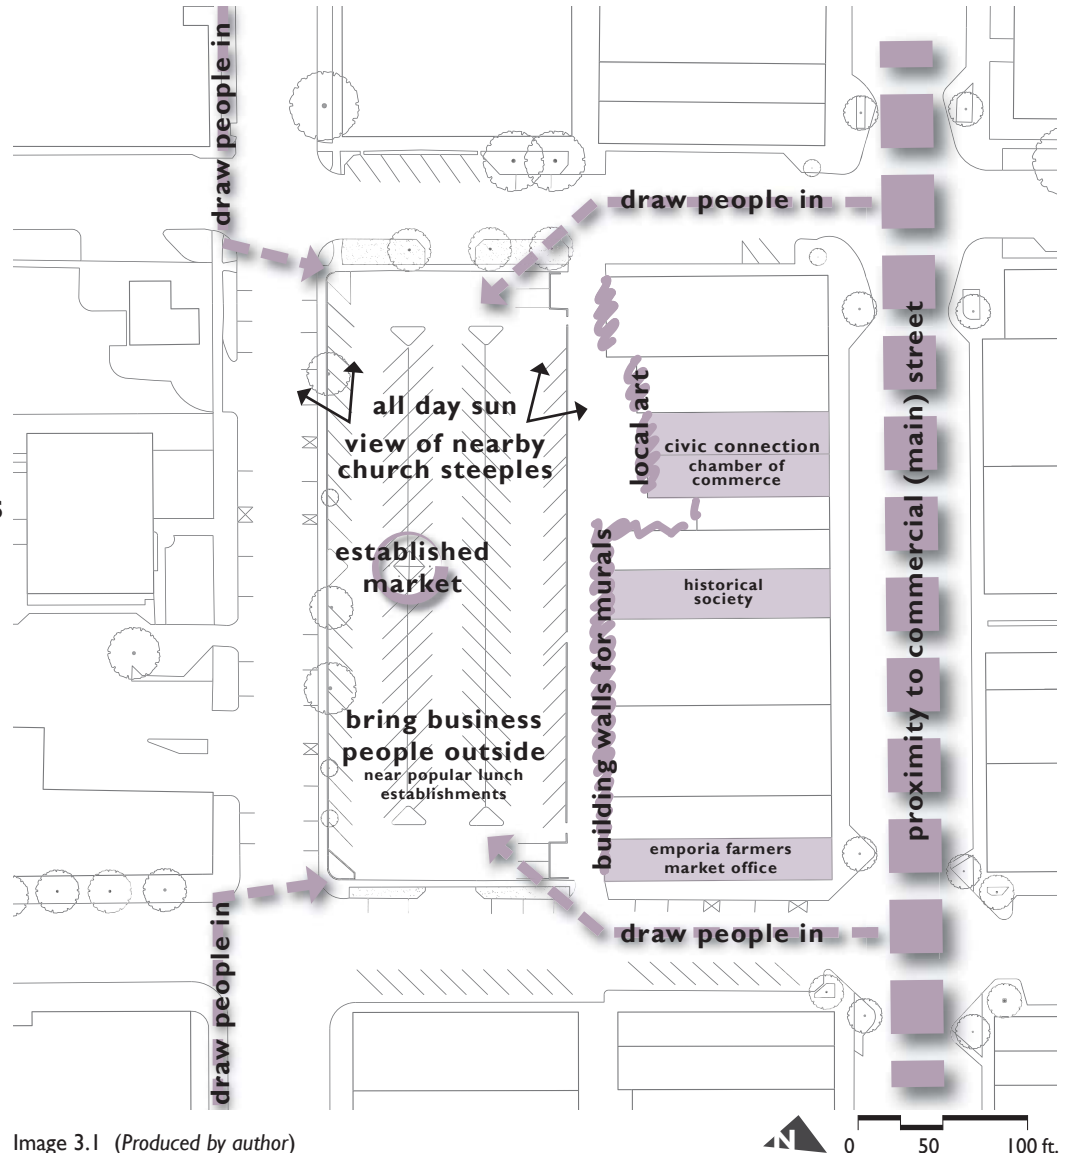 draw people in
draw people in
all day sun
view of nearby
church steeples
local art
civic connection
chamber of
commerce
established
market
building walls for murals
historical
society
proximity to commercial (main) street
bring business
people outside
near popular lunch
establishments
emporia farmers
market office
draw people in
draw people in
s
Image 3.1 (Produced by author)
N
0 50 100 ft.